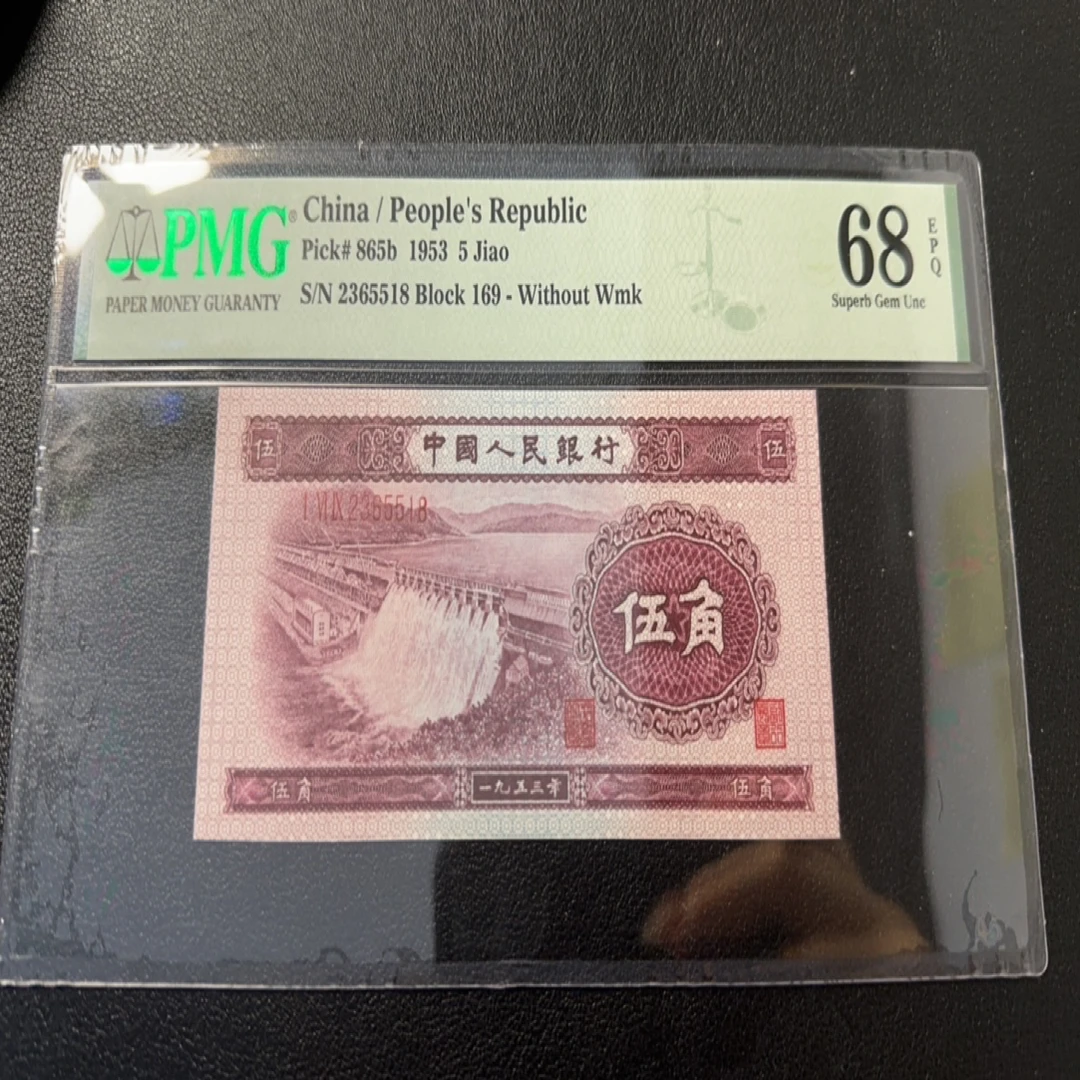 PMG®
PAPER MONEY GUARANTY
China / People's Republic
Pick# 865b 1953 5 Jiao
S/N 2365518 Block 169 - Without Wmk
68
EPQ
Superb Gem Unc
伍 中國人民銀行 伍
I VI IX 2365518
伍角
伍角 一九五三年 伍角